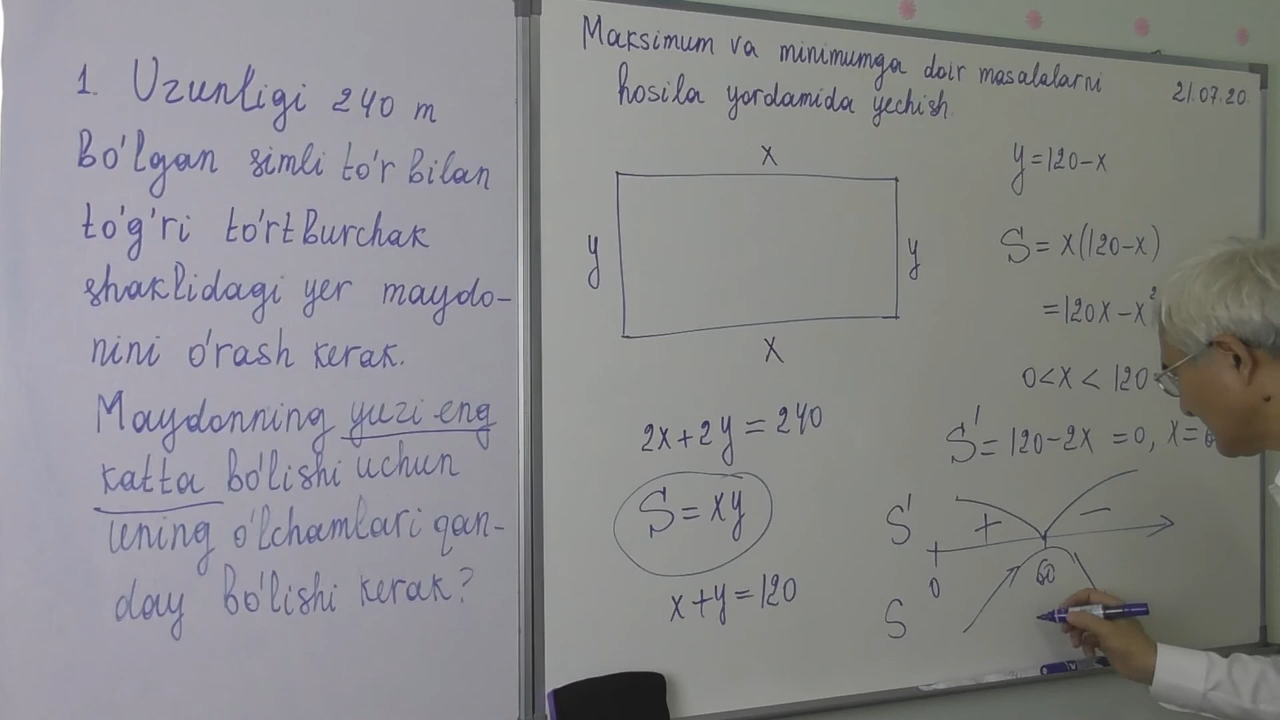 1. Uzunligi 240 m
bo'lgan simli to'r bilan
to'g'ri to'rtburchak
shaklidagi yer maydo-
nini o'rash kerak.
Maydonning yuzi eng
katta bo'lishi uchun
uning o'lchamlari qan-
day bo'lishi kerak?
Maksimum va minimumga doir masalalarni
hosila yordamida yechish.
21.07.20.
x
y
y
x
2x+2y=240
S=xy
x+y=120
y=120-x
S=x(120-x)
=120x-x²
0<x<120
S'=120-2x=0, x=
S' + -
0 60
S